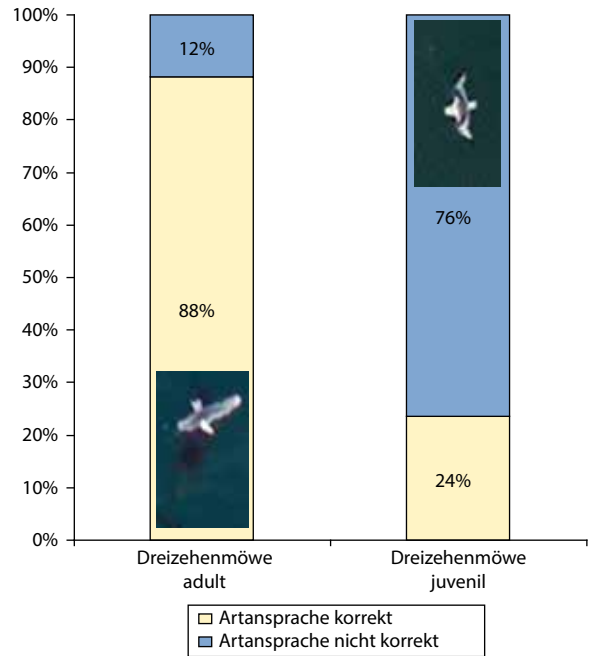 100%
90%
80%
70%
60%
50%
40%
30%
20%
10%
0%
12%
88%
76%
24%
Dreizehenmöwe
adult
Dreizehenmöwe
juvenil
Artansprache korrekt
Artansprache nicht korrekt